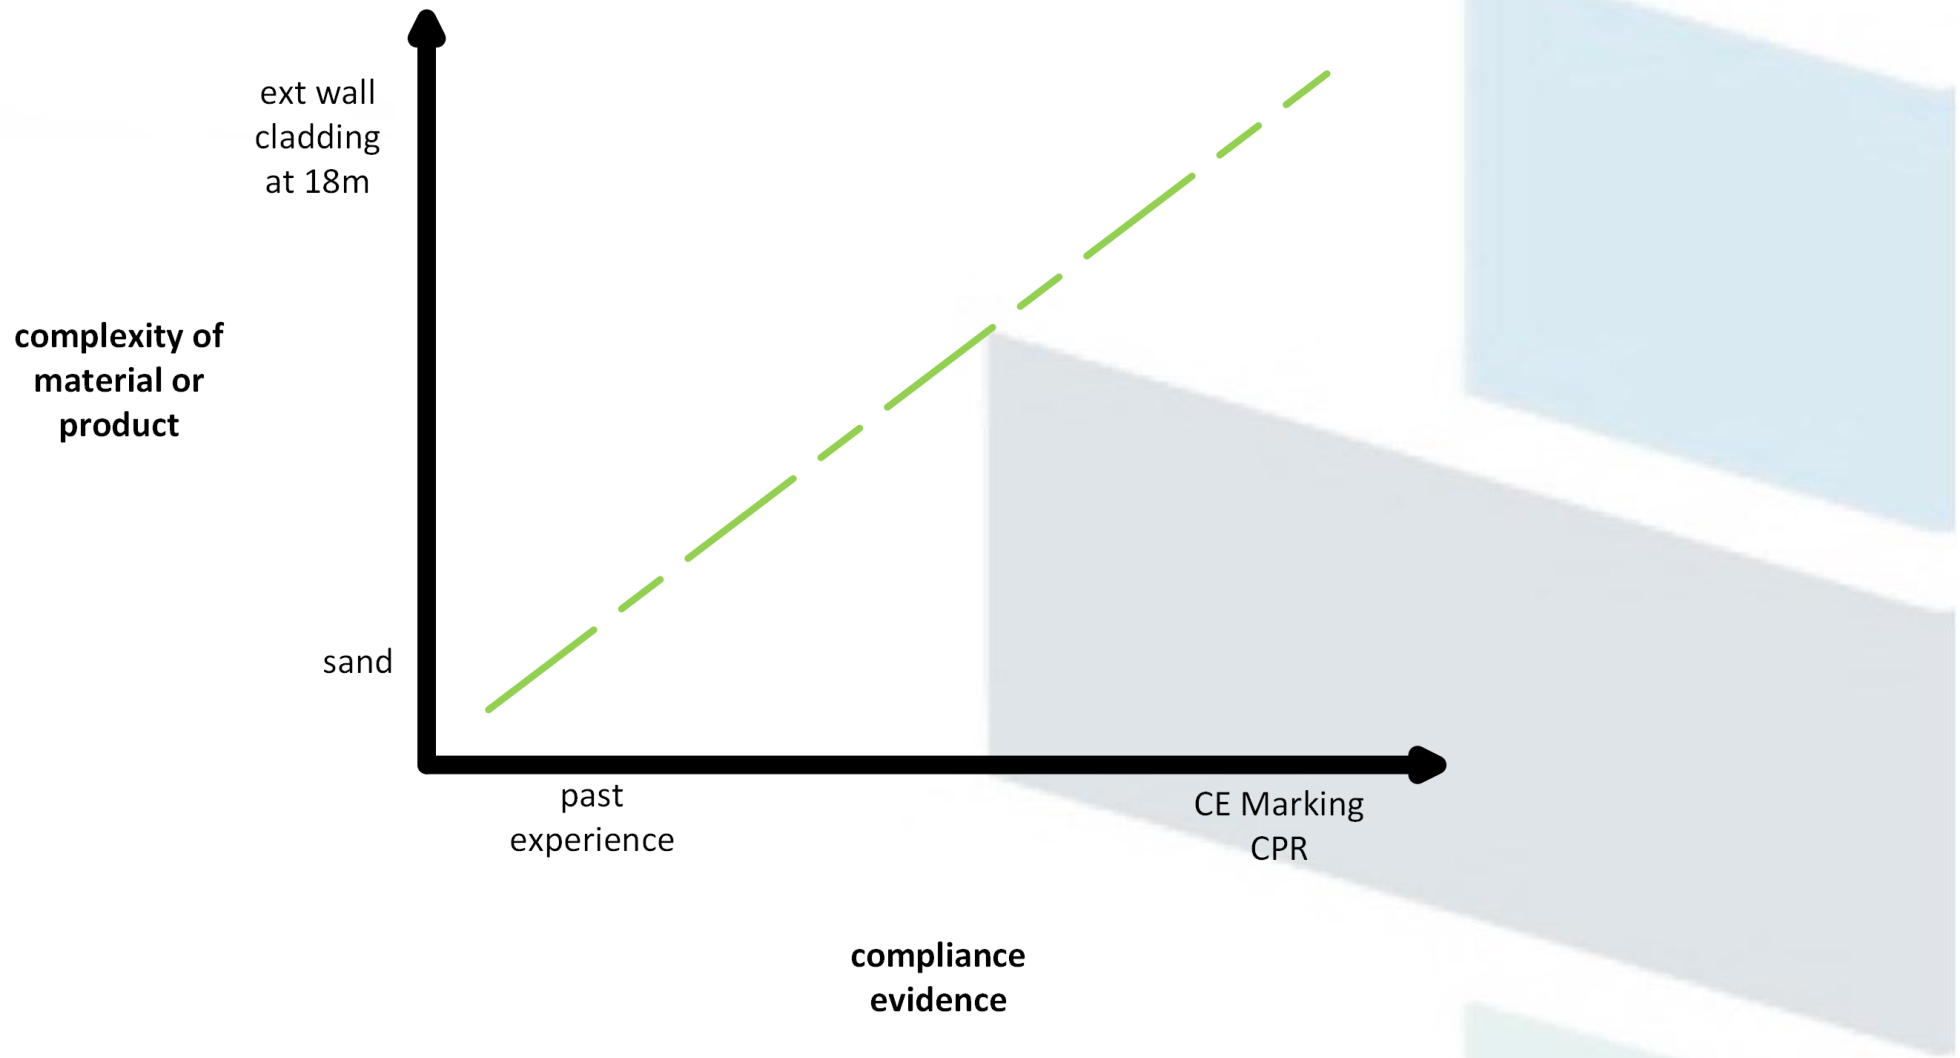 ext wall
cladding
at 18m
complexity of
material or
product
sand
past
experience
CE Marking
CPR
compliance
evidence